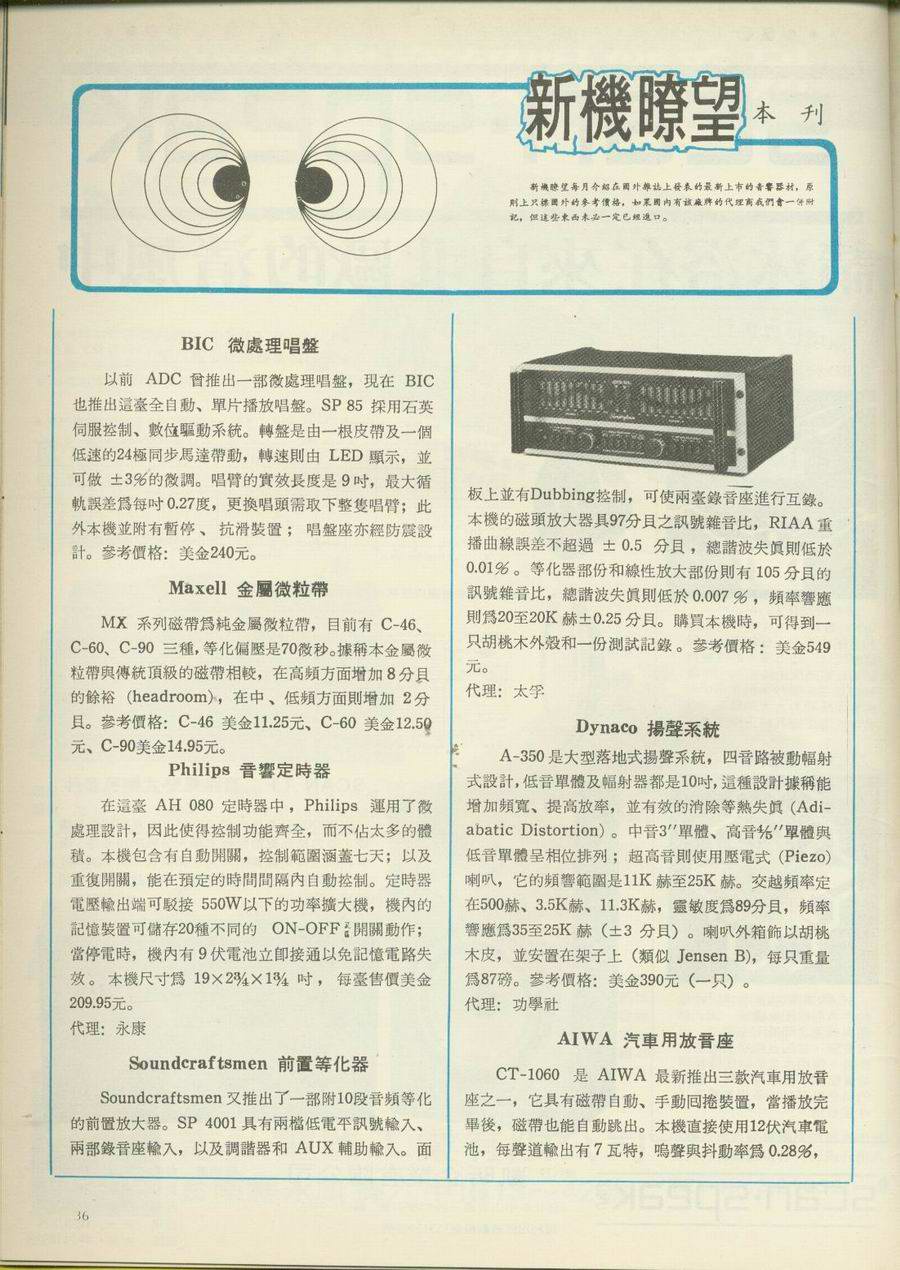 新機瞭望
本 刊
新機瞭望每月介紹在國外雜誌上發表的最新上市的音響器材，原
則上只標國外的參考價格，如果國內有該廠牌的代理商我們會一併附
記，但這些東西未必一定已經進口。
BIC 微處理唱盤
以前 ADC 曾推出一部微處理唱盤，現在 BIC
也推出這臺全自動、單片播放唱盤。SP 85 採用石英
伺服控制、數位驅動系統。轉盤是由一根皮帶及一個
低速的24極同步馬達帶動，轉速則由 LED 顯示，並
可做 ±3%的微調。唱臂的實效長度是 9 吋，最大循
軌誤差爲每吋 0.27度，更換唱頭需取下整隻唱臂；此
外本機並附有暫停、抗滑裝置；唱盤座亦經防震設
計。參考價格：美金240元。
Maxell 金屬微粒帶
MX 系列磁帶爲純金屬微粒帶，目前有 C-46、
C-60、C-90 三種，等化偏壓是70微秒。據稱本金屬微
粒帶與傳統頂級的磁帶相較，在高頻方面增加 8 分貝
的餘裕（headroom），在中、低頻方面則增加 2 分
貝。參考價格：C-46 美金11.25元、C-60 美金12.50
元、C-90美金14.95元。
Philips 音響定時器
在這臺 AH 080 定時器中，Philips 運用了微
處理設計，因此使得控制功能齊全，而不佔太多的體
積。本機包含有自動開關，控制範圍涵蓋七天；以及
重復開關，能在預定的時間間隔內自動控制。定時器
電壓輸出端可駁接 550W以下的功率擴大機，機內的
記憶裝置可儲存20種不同的 ON-OFF 開關動作；
當停電時，機內有 9 伏電池立卽接通以免記憶電路失
效。本機尺寸爲 19×2¾×1¾ 吋，每臺售價美金
209.95元。
代理：永康
Soundcraftsmen 前置等化器
Soundcraftsmen 又推出了一部附10段音頻等化
的前置放大器。SP 4001 具有兩檔低電平訊號輸入、
兩部錄音座輸入，以及調諧器和 AUX 輔助輸入。面
板上並有Dubbing控制，可使兩臺錄音座進行互錄。
本機的磁頭放大器具97分貝之訊號雜音比，RIAA 重
播曲線誤差不超過 ± 0.5 分貝，總諧波失眞則低於
0.01%。等化器部份和線性放大部份則有 105 分貝的
訊號雜音比，總諧波失眞則低於 0.007 %，頻率響應
則爲20至20K 赫±0.25 分貝。購買本機時，可得到一
只胡桃木外殼和一份測試記錄。參考價格：美金549
元。
代理：太孚
Dynaco 揚聲系統
A-350 是大型落地式揚聲系統，四音路被動幅射
式設計，低音單體及幅射器都是10吋，這種設計據稱能
增加頻寬、提高放率，並有效的消除等熱失眞（Adi-
abatic Distortion）。中音3″單體、高音⅝″單體與
低音單體呈相位排列；超高音則使用壓電式（Piezo）
喇叭，它的頻響範圍是11K 赫至25K 赫。交越頻率定
在500赫、3.5K赫、11.3K赫，靈敏度爲89分貝，頻率
響應爲35至25K 赫（±3 分貝）。喇叭外箱飾以胡桃
木皮，並安置在架子上（類似 Jensen B），每只重量
爲87磅。參考價格：美金390元（一只）。
代理：功學社
AIWA 汽車用放音座
CT-1060 是 AIWA 最新推出三款汽車用放音
座之一，它具有磁帶自動、手動回捲裝置，當播放完
畢後，磁帶也能自動跳出。本機直接使用12伏汽車電
池，每聲道輸出有 7 瓦特，嗚聲與抖動率爲 0.28%，
36